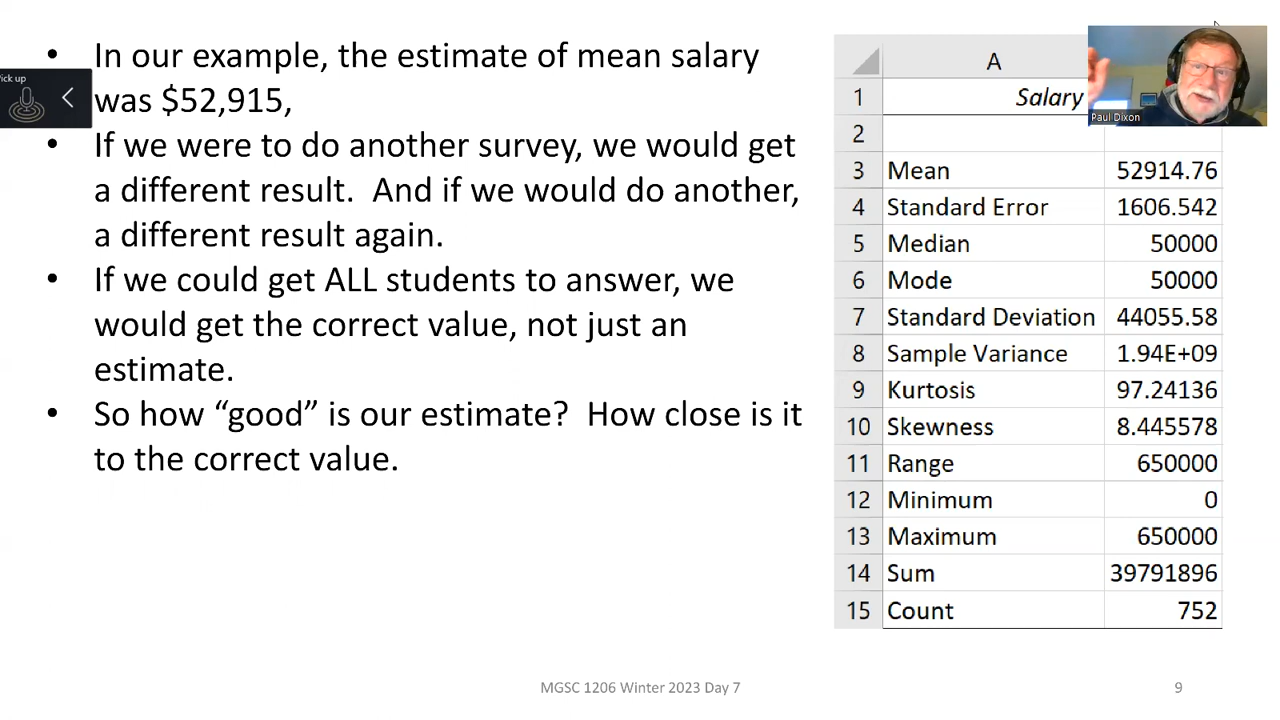 • In our example, the estimate of mean salary
was $52,915,
• If we were to do another survey, we would get
a different result.  And if we would do another,
a different result again.
• If we could get ALL students to answer, we
would get the correct value, not just an
estimate.
• So how “good” is our estimate?  How close is it
to the correct value.
ick up
A
1 Salary
2
3 Mean 52914.76
4 Standard Error 1606.542
5 Median 50000
6 Mode 50000
7 Standard Deviation 44055.58
8 Sample Variance 1.94E+09
9 Kurtosis 97.24136
10 Skewness 8.445578
11 Range 650000
12 Minimum 0
13 Maximum 650000
14 Sum 39791896
15 Count 752
Paul Dixon
MGSC 1206 Winter 2023 Day 7
9